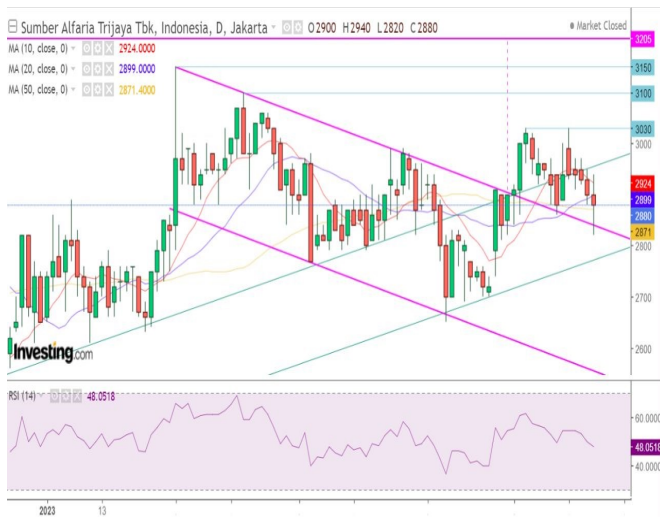 Sumber Alfaria Trijaya Tbk, Indonesia, D, Jakarta O2900 H2940 L2820 C2880
Market Closed
MA (10, close, 0) 2924.0000
MA (20, close, 0) 2899.0000
MA (50, close, 0) 2871.4000
3205
3150
3100
3030
3000
2924
2899
2880
2871
2800
2700
2600
Investing.com
RSI (14) 48.0518
60.0000
48.0518
40.0000
2023
13